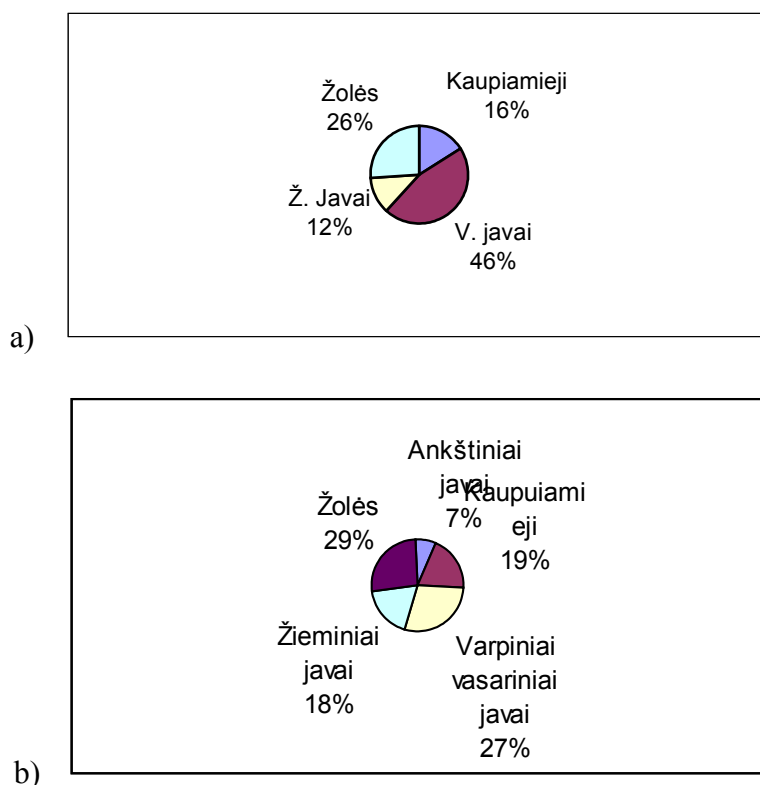 Žolės
26%
Kaupiamieji
16%
Ž. Javai
12%
V. javai
46%
a)
Ankštiniai
javai
7%
Kaupuiami
eji
19%
Žolės
29%
Žieminiai
javai
18%
Varpiniai
vasariniai
javai
27%
b)